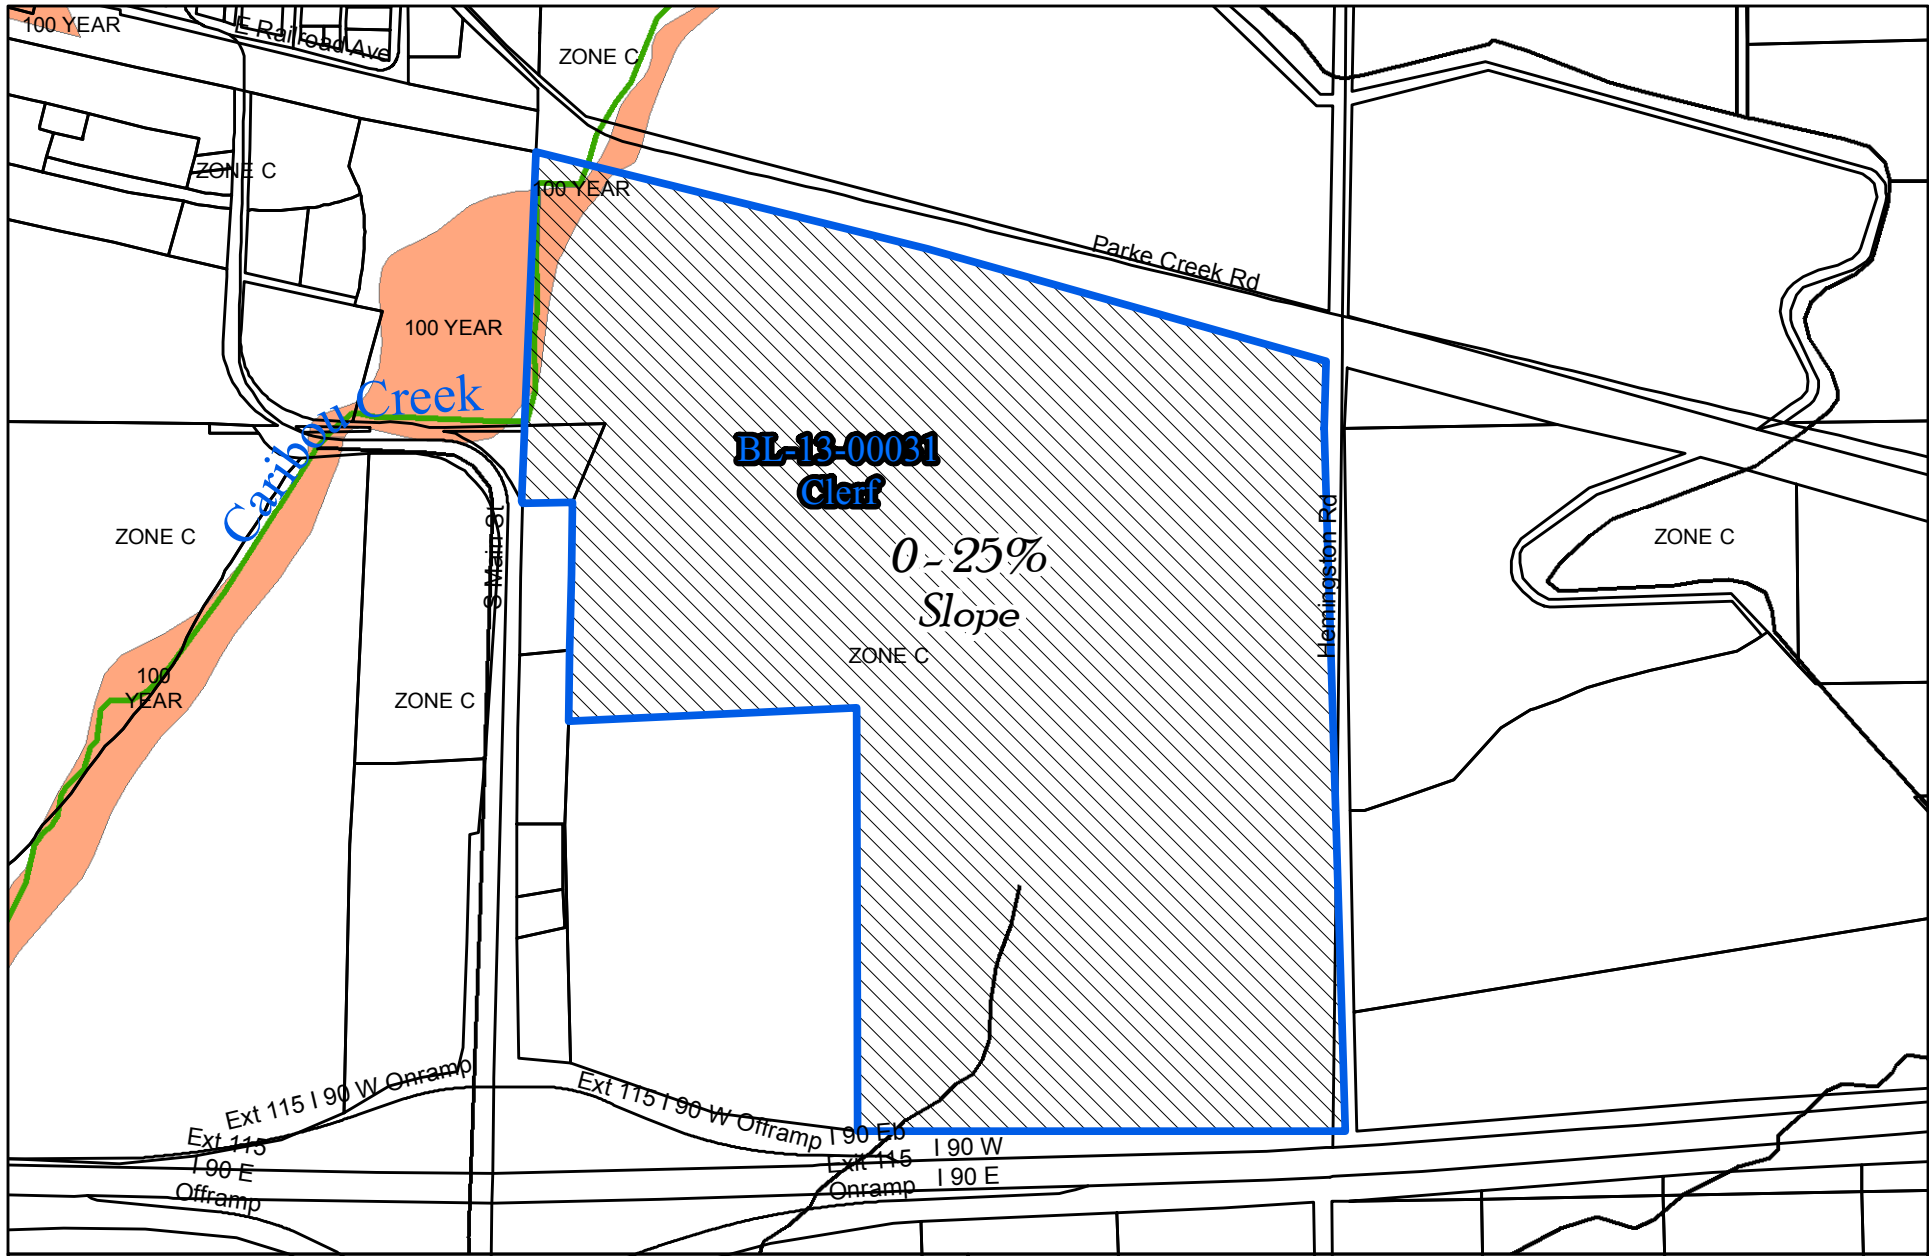 100 YEAR
E Railroad Ave
ZONE C
ZONE C
100 YEAR
Parke Creek Rd
100 YEAR
Caribou Creek
BL-13-00031
Clerf
0 - 25%
Slope
ZONE C
S Main St
Hemingston Rd
ZONE C
ZONE C
100
YEAR
ZONE C
Ext 115 I 90 W Onramp
Ext 115 I 90 W Offramp
Ext 115
I 90 E
Offramp
I 90 Eb
Exit 115
Onramp
I 90 W
I 90 E